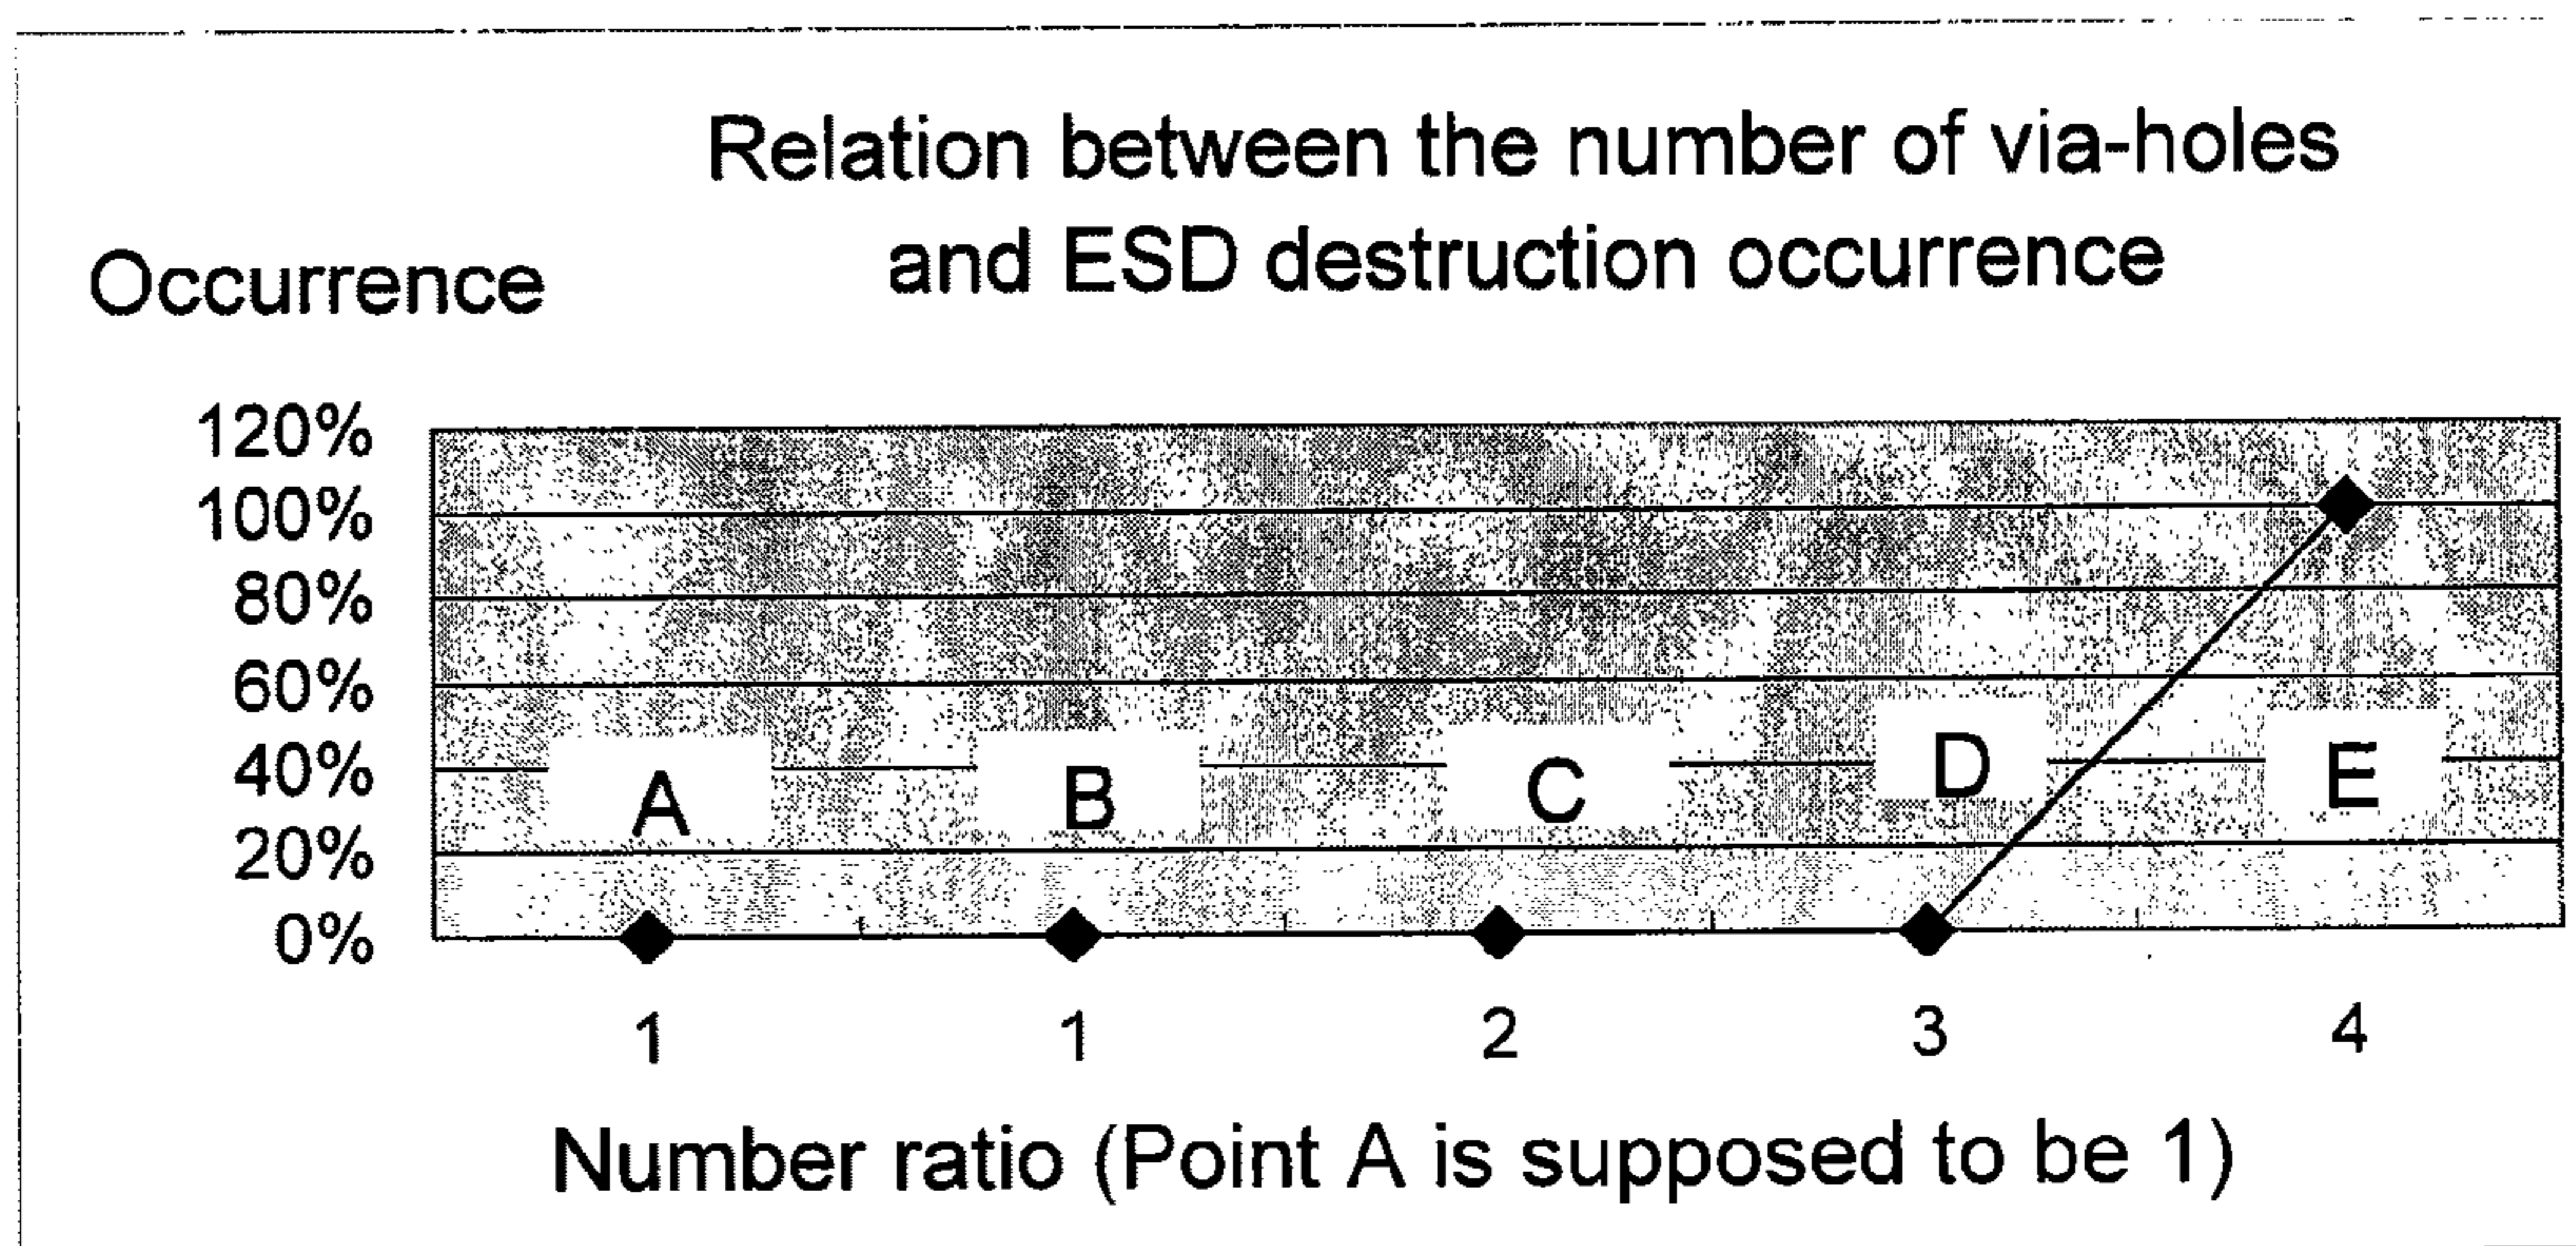 Relation between the number of via-holes
and ESD destruction occurrence
Occurrence
120%
100%
80%
60%
40%
20%
0%
A B C D E
1 1 2 3 4
Number ratio (Point A is supposed to be 1)